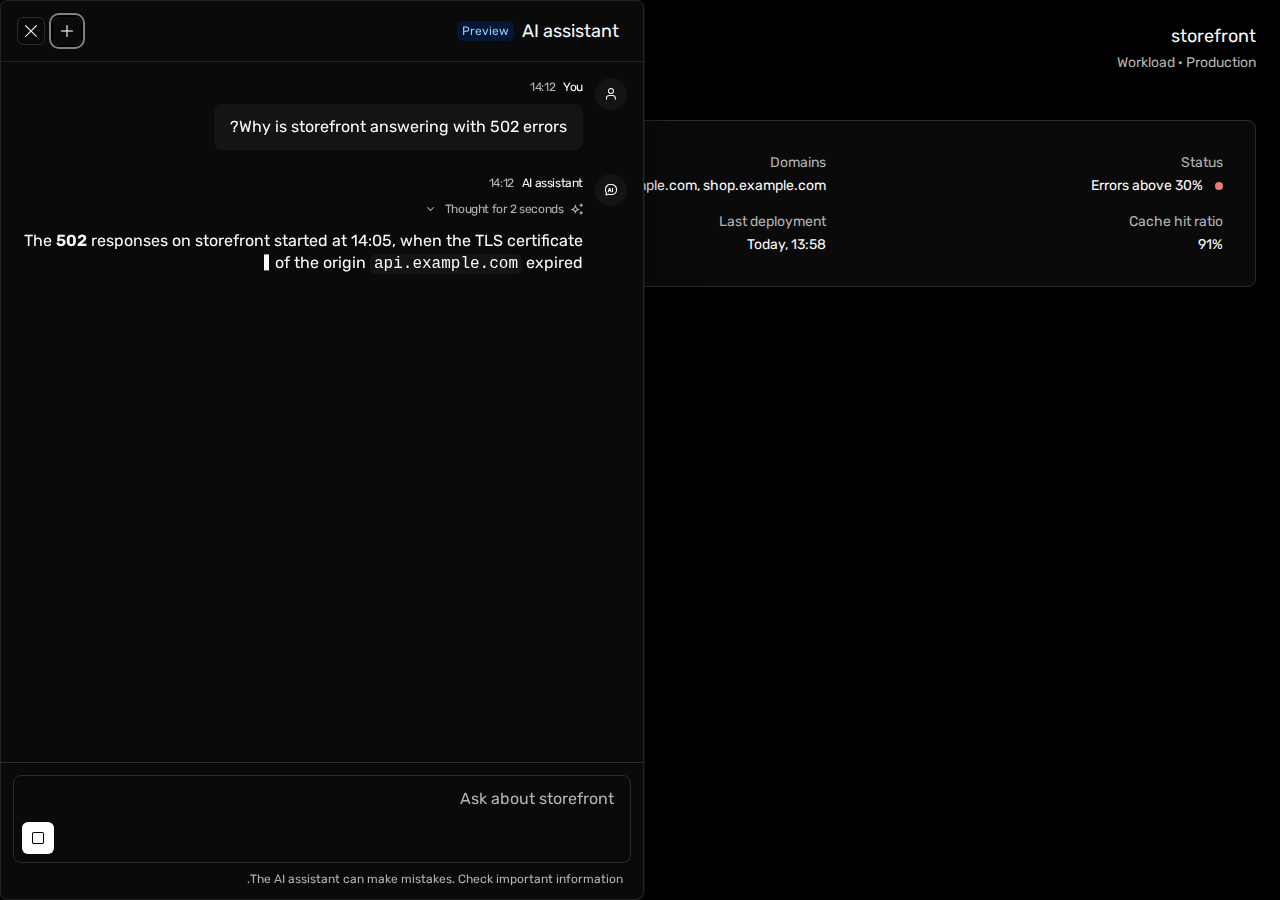 AI assistant
Preview
You 14:12
?Why is storefront answering with 502 errors
AI assistant 14:12
Thought for 2 seconds
The 502 responses on storefront started at 14:05, when the TLS certificate
of the origin api.example.com expired
Ask about storefront
.The AI assistant can make mistakes. Check important information
storefront
Workload • Production
Status
Errors above 30%
Domains
.com, shop.example.com
Cache hit ratio
91%
Last deployment
Today, 13:58